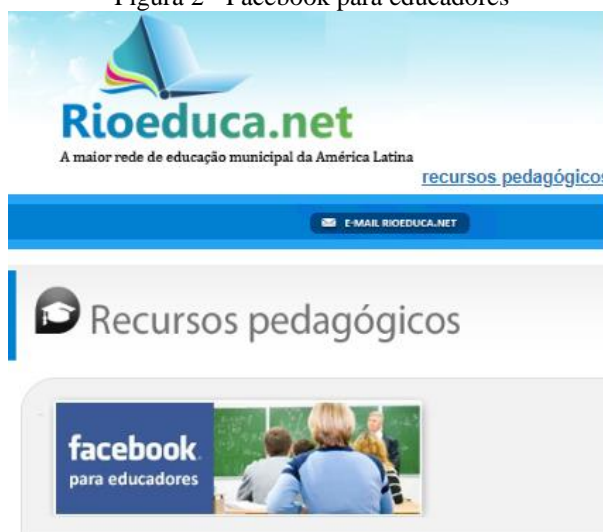 Figura 2 - Facebook para educadores
Rioeduca.net
A maior rede de educação municipal da América Latina
recursos pedagógicos
E-MAIL RIOEDUCA.NET
Recursos pedagógicos
facebook
para educadores